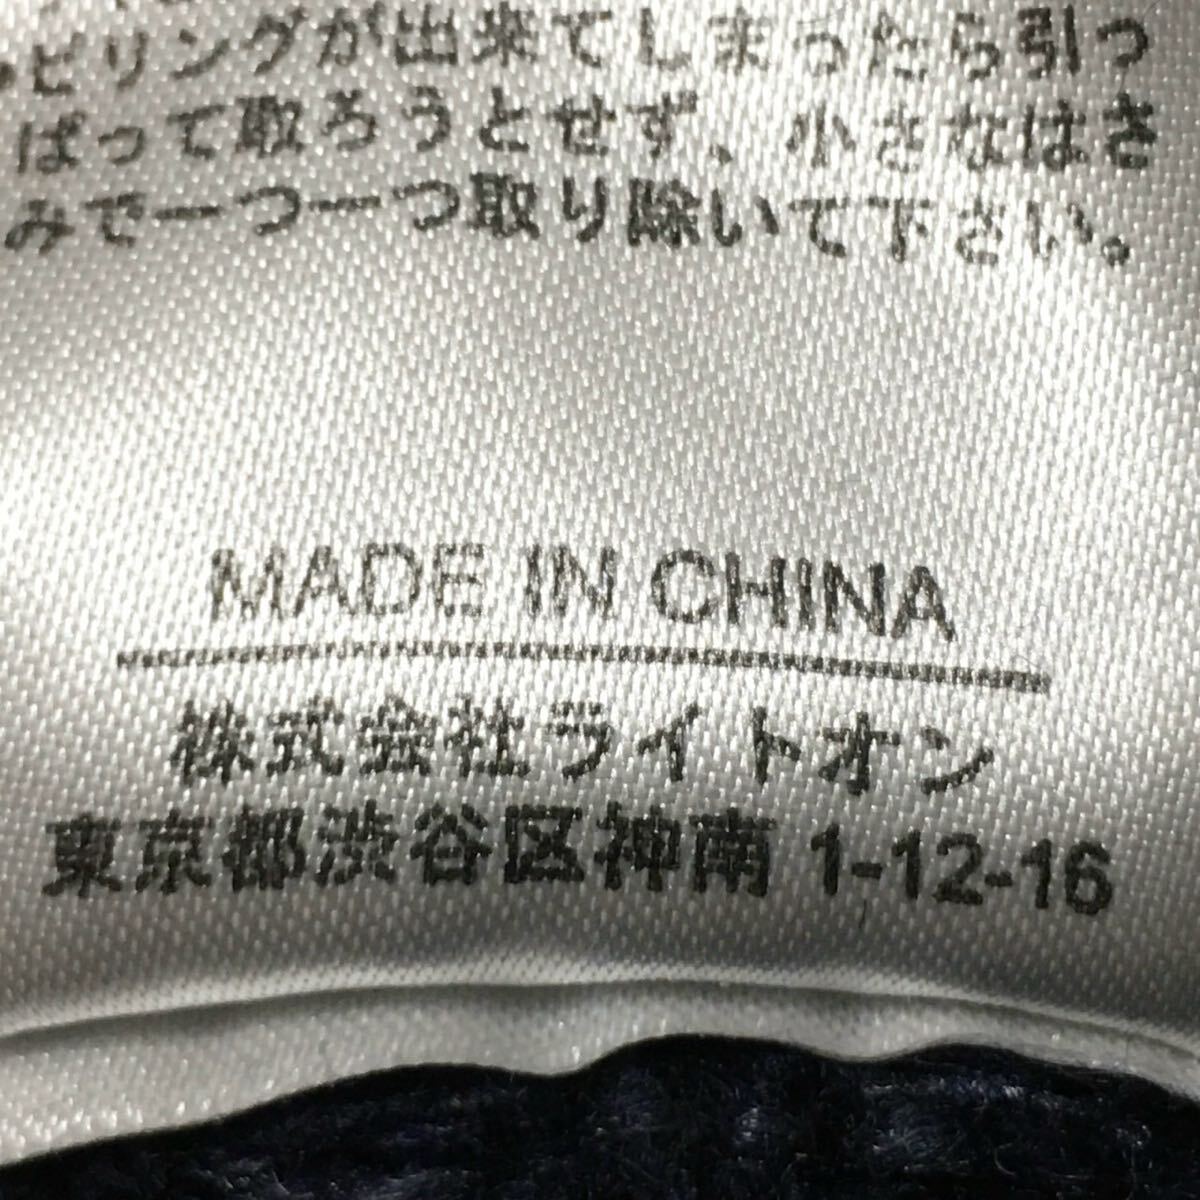 ・ピリングが出来てしまったら引っ
ぱって取ろうとせず、小さなはさ
みで一つ一つ取り除いて下さい。
MADE IN CHINA
株式会社ライトオン
東京都渋谷区神南 1-12-16